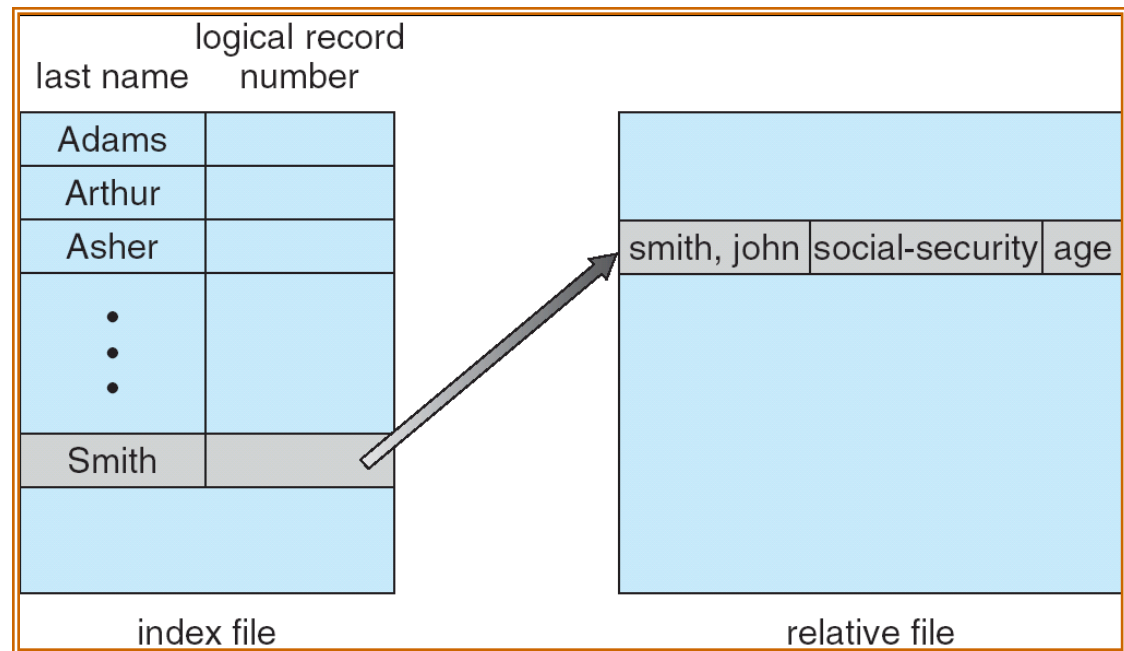 logical record
last name number
Adams
Arthur
Asher
smith, john social-security age
Smith
index file
relative file